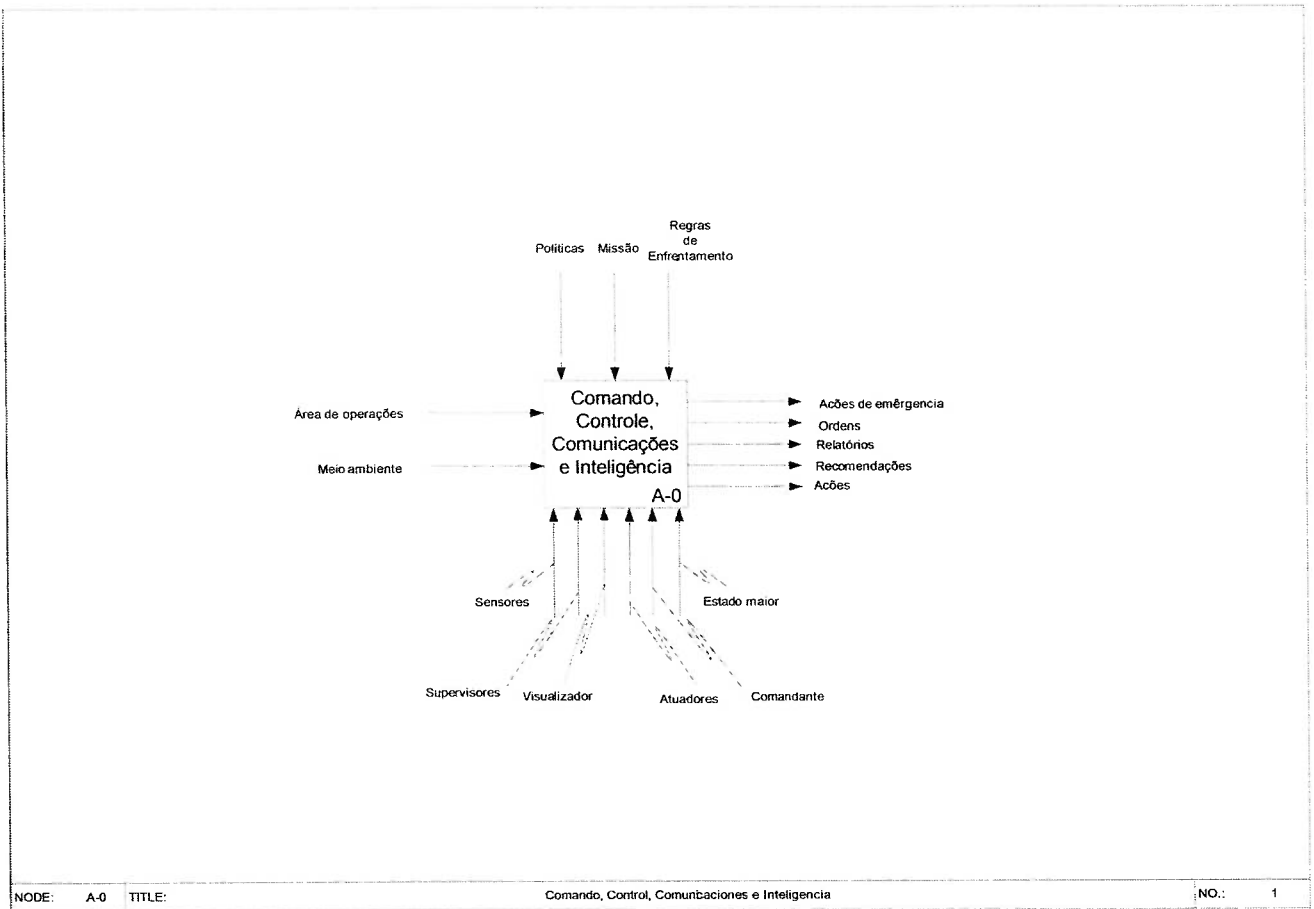 Regras
de
Enfrentamento
Políticas
Missão
Comando,
Controle,
Comunicações
e Inteligência
A-0
Área de operações
Meio ambiente
Acões de emêrgencia
Ordens
Relatórios
Recomendações
Acões
Sensores
Estado maior
Supervisores
Visualizador
Atuadores
Comandante
NODE: A-0 TITLE: Comando, Control, Comunicaciones e Inteligencia NO.: 1